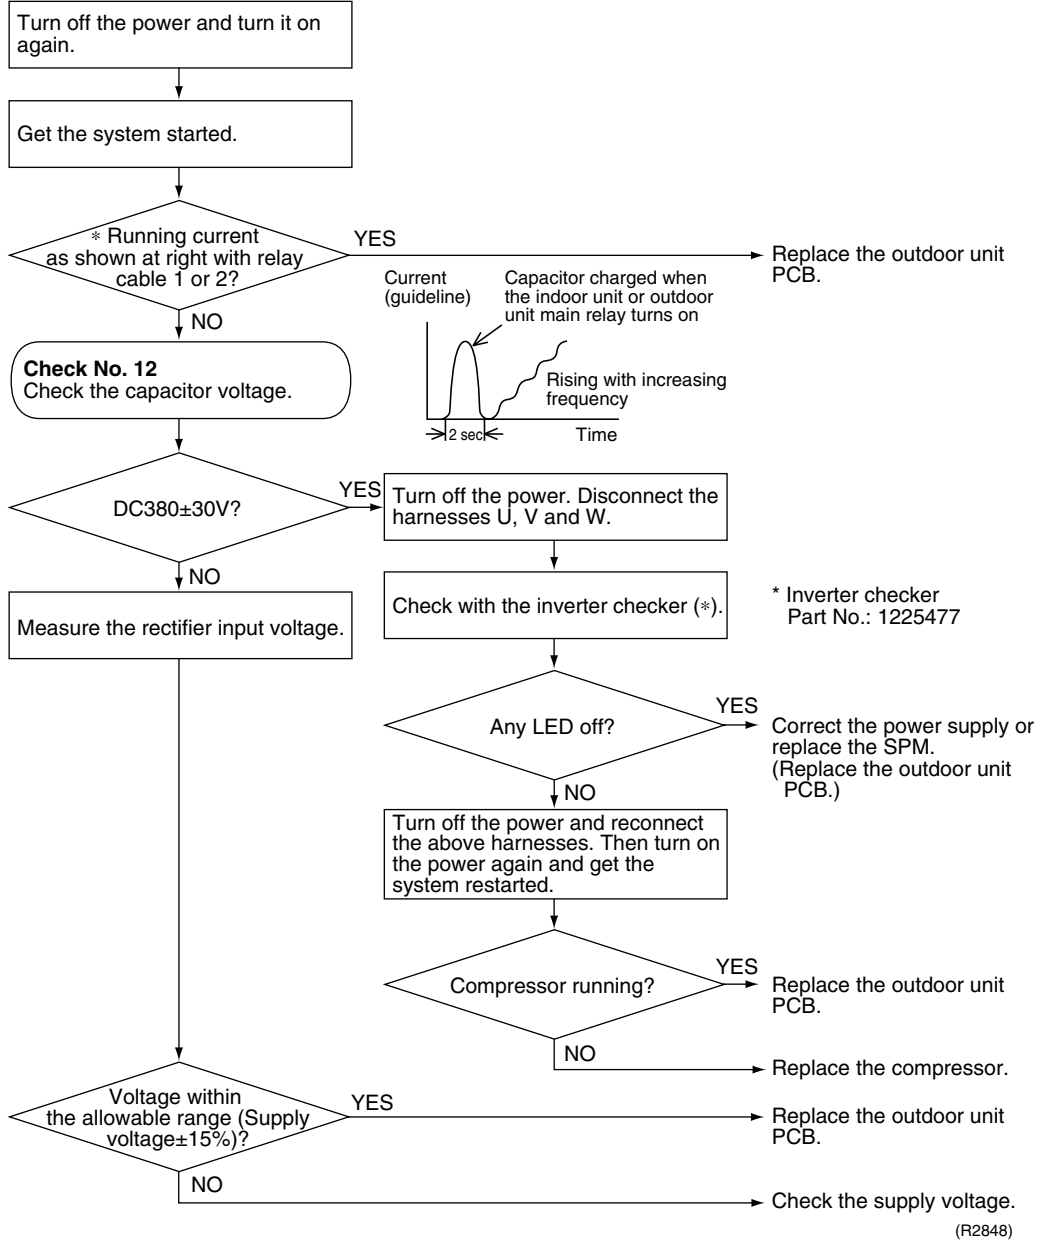 Turn off the power and turn it on
again.
Get the system started.
* Running current
as shown at right with relay
cable 1 or 2?
YES
Replace the outdoor unit
PCB.
NO
Current
(guideline)
Capacitor charged when
the indoor unit or outdoor
unit main relay turns on
Rising with increasing
frequency
2 sec
Time
Check No. 12
Check the capacitor voltage.
DC380±30V?
YES
Turn off the power. Disconnect the
harnesses U, V and W.
NO
Measure the rectifier input voltage.
Check with the inverter checker (*).
* Inverter checker
Part No.: 1225477
Any LED off?
YES
Correct the power supply or
replace the SPM.
(Replace the outdoor unit
PCB.)
NO
Turn off the power and reconnect
the above harnesses. Then turn on
the power again and get the
system restarted.
Compressor running?
YES
Replace the outdoor unit
PCB.
NO
Replace the compressor.
Voltage within
the allowable range (Supply
voltage±15%)?
YES
Replace the outdoor unit
PCB.
NO
Check the supply voltage.
(R2848)